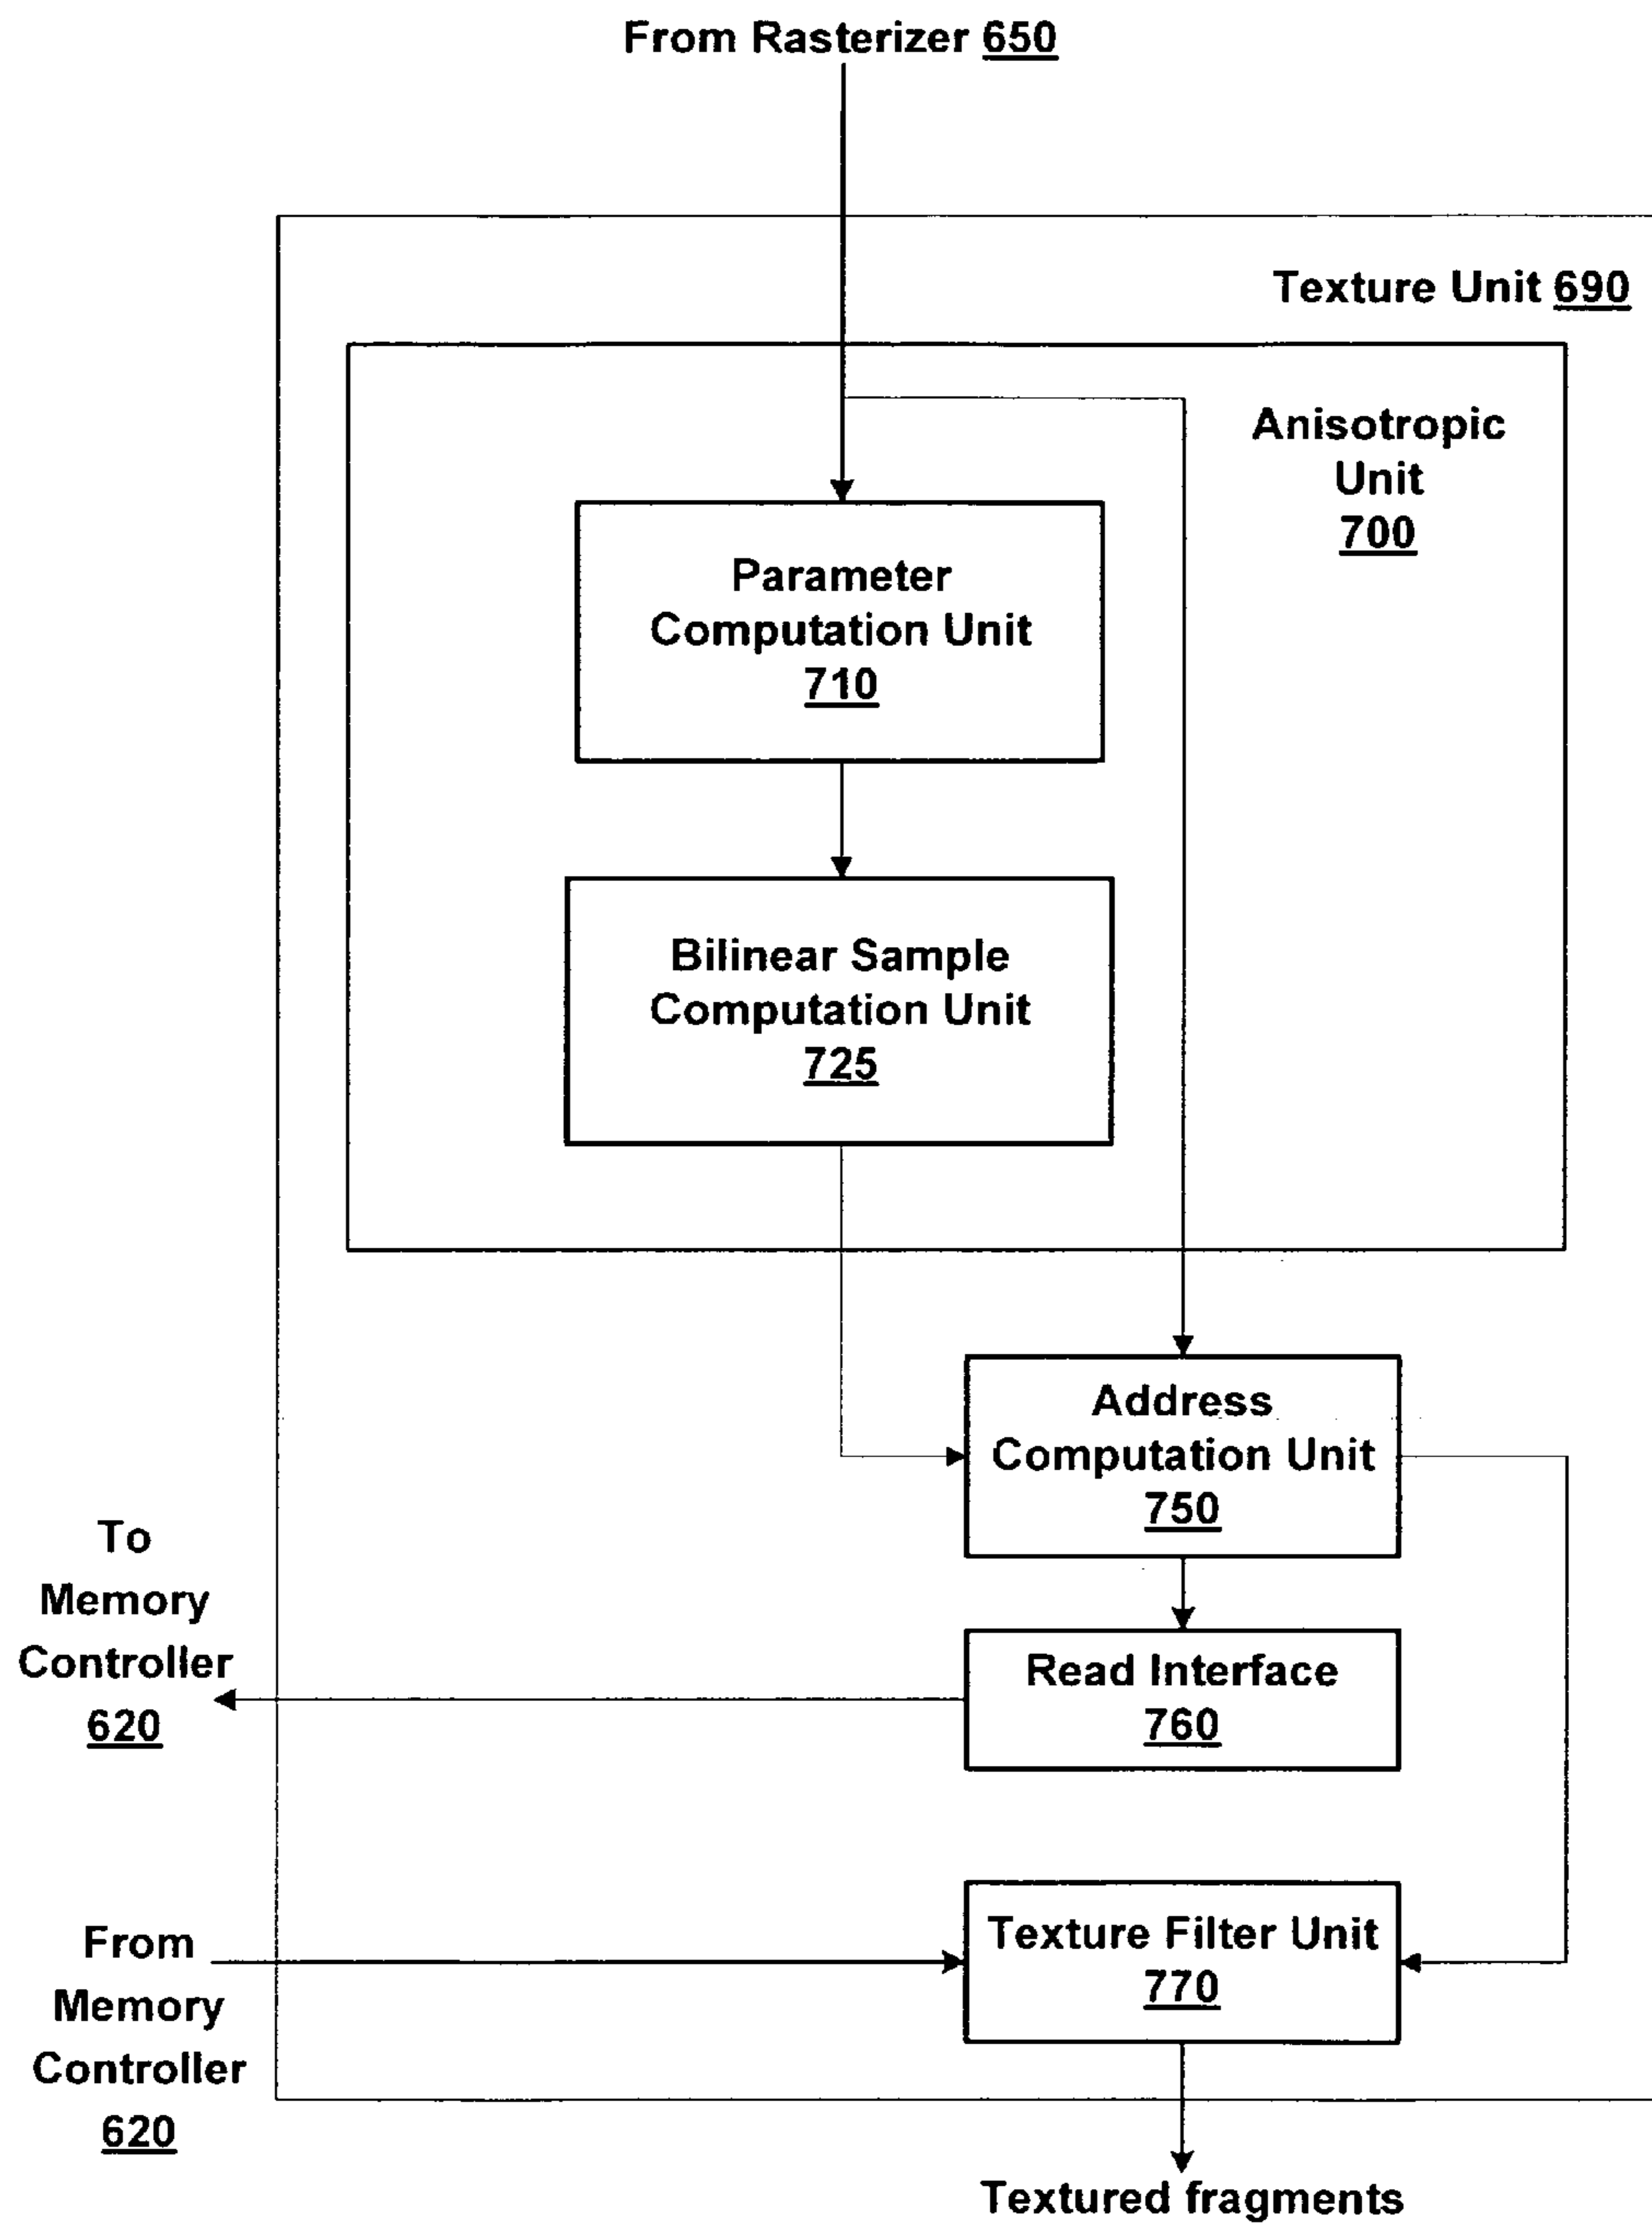 From Rasterizer 650
Texture Unit 690
Anisotropic
Unit
700
Parameter
Computation Unit
710
Bilinear Sample
Computation Unit
725
Address
Computation Unit
750
To
Memory
Controller
620
Read Interface
760
From
Memory
Controller
620
Texture Filter Unit
770
Textured fragments